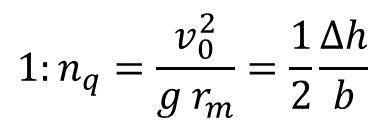 1: n_q = v_0^2 / (g r_m) = 1/2 Δh/b